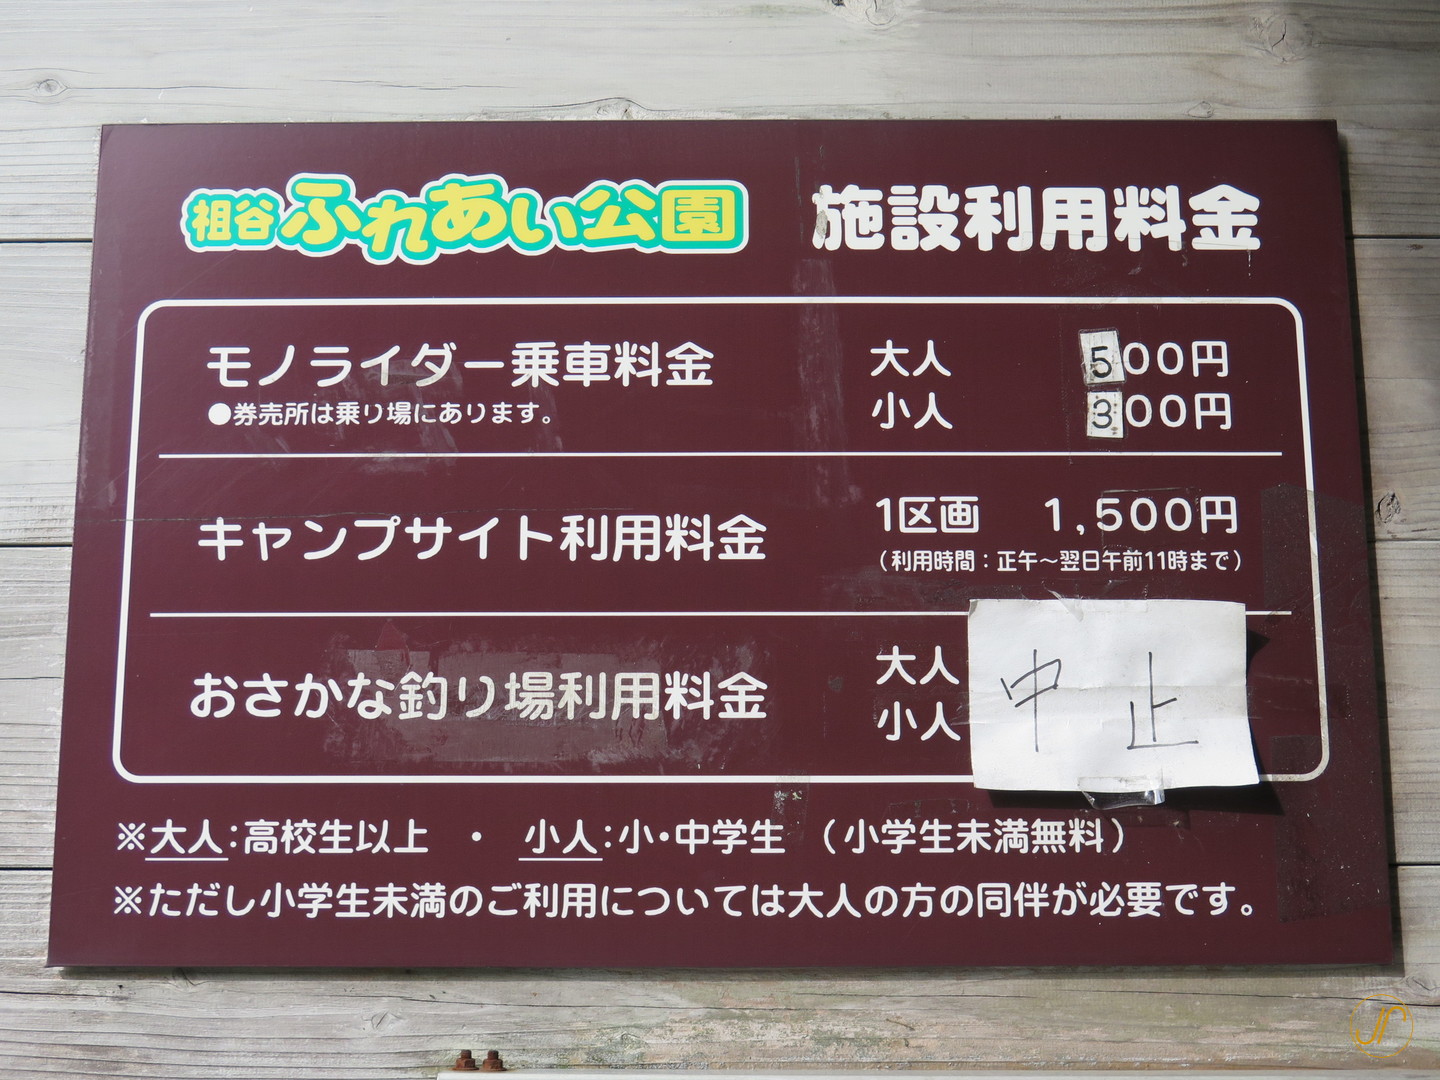 祖谷ふれあい公園 施設利用料金
モノライダー乗車料金 大人 500円
●券売所は乗り場にあります。 小人 300円
キャンプサイト利用料金 1区画 1,500円
(利用時間：正午～翌日午前11時まで)
おさかな釣り場利用料金 大人
小人
中止
※大人：高校生以上 ・ 小人：小・中学生 (小学生未満無料)
※ただし小学生未満のご利用については大人の方の同伴が必要です。